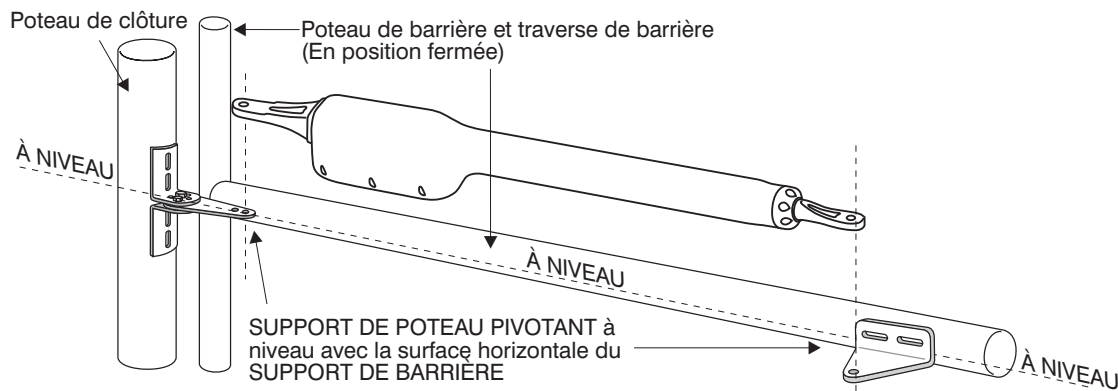 Poteau de clôture
Poteau de barrière et traverse de barrière
(En position fermée)
À NIVEAU
À NIVEAU
SUPPORT DE POTEAU PIVOTANT à
niveau avec la surface horizontale du
SUPPORT DE BARRIÈRE
À NIVEAU